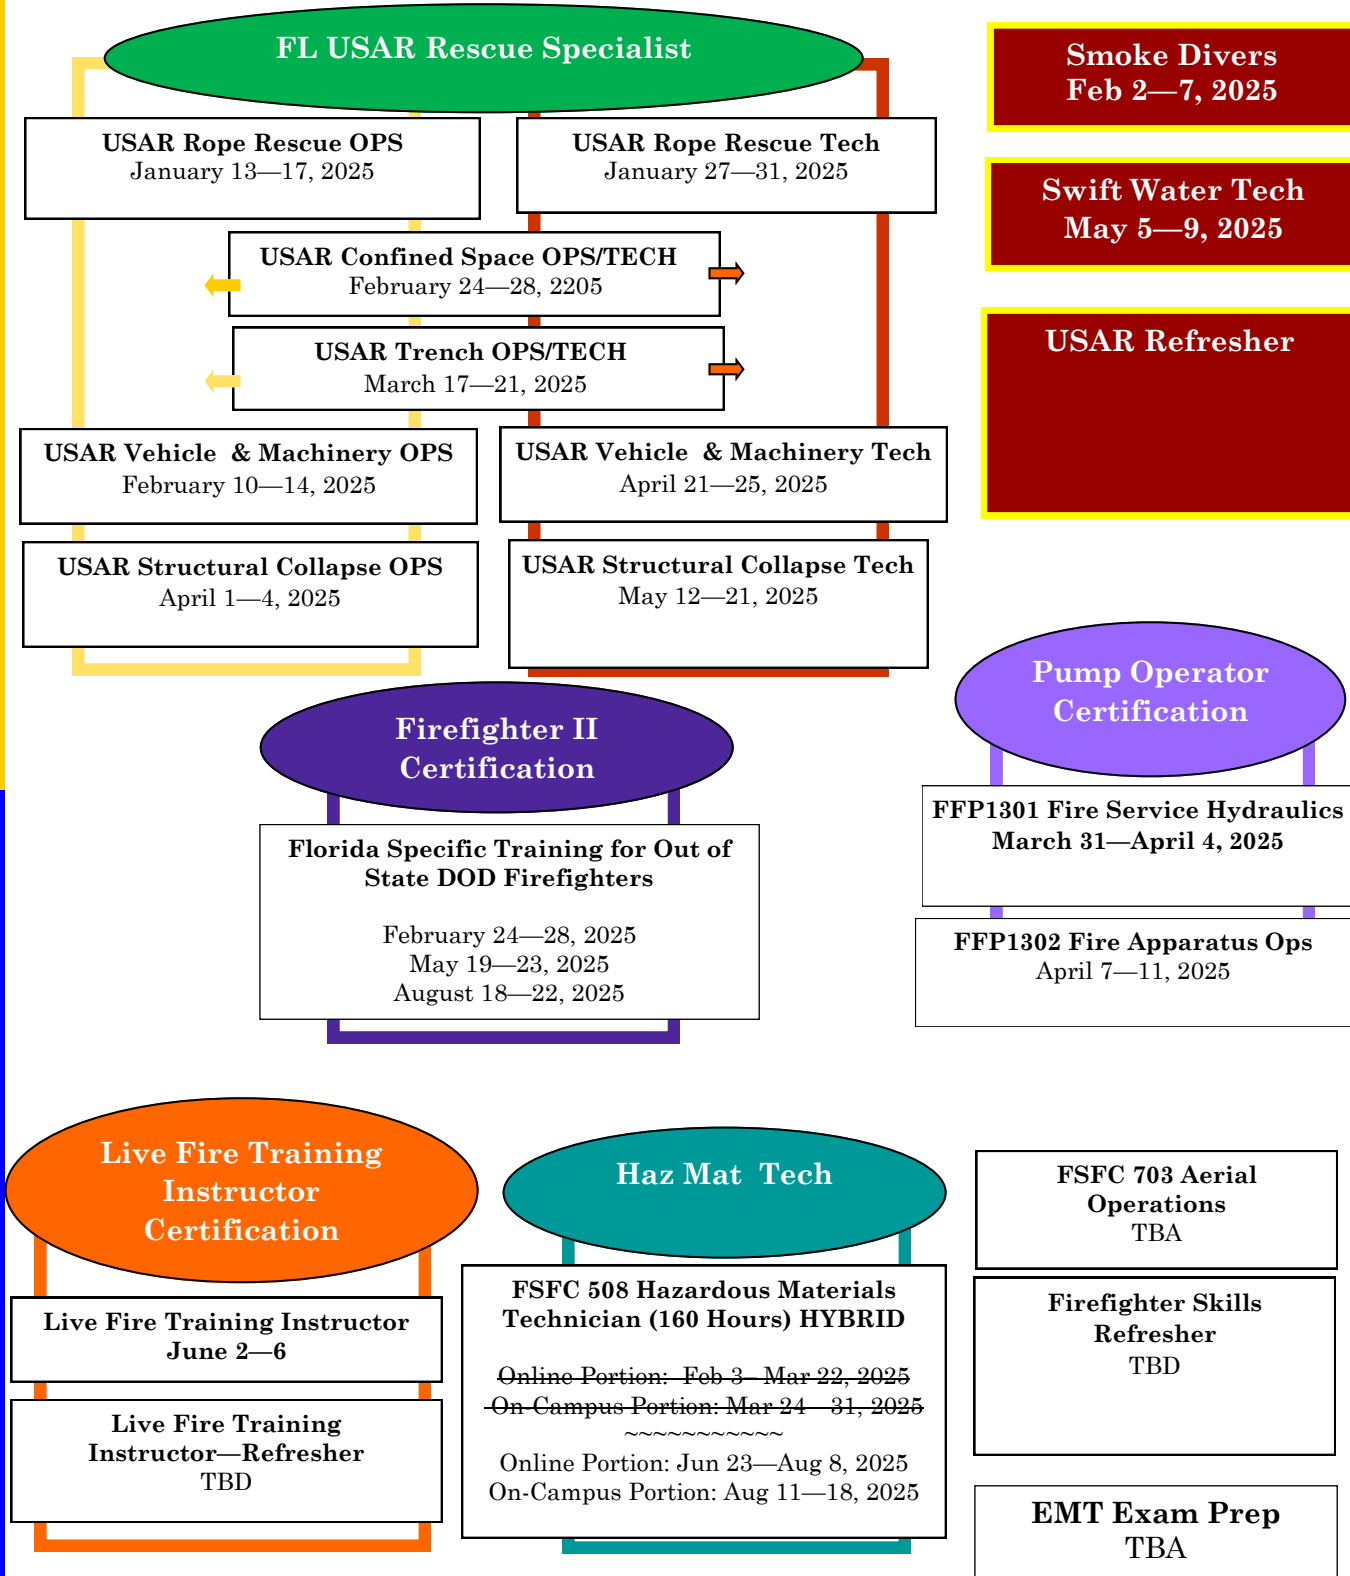 FL USAR Rescue Specialist
USAR Rope Rescue OPS
January 13—17, 2025
USAR Rope Rescue Tech
January 27—31, 2025
USAR Confined Space OPS/TECH
February 24—28, 2205
USAR Trench OPS/TECH
March 17—21, 2025
USAR Vehicle  & Machinery OPS
February 10—14, 2025
USAR Vehicle  & Machinery Tech
April 21—25, 2025
USAR Structural Collapse OPS
April 1—4, 2025
USAR Structural Collapse Tech
May 12—21, 2025
Smoke Divers
Feb 2—7, 2025
Swift Water Tech
May 5—9, 2025
USAR Refresher
Firefighter II
Certification
Florida Specific Training for Out of
State DOD Firefighters
February 24—28, 2025
May 19—23, 2025
August 18—22, 2025
Pump Operator
Certification
FFP1301 Fire Service Hydraulics
March 31—April 4, 2025
FFP1302 Fire Apparatus Ops
April 7—11, 2025
Live Fire Training
Instructor
Certification
Live Fire Training Instructor
June 2—6
Live Fire Training
Instructor—Refresher
TBD
Haz Mat  Tech
FSFC 508 Hazardous Materials
Technician (160 Hours) HYBRID
Online Portion:  Feb 3– Mar 22, 2025
On-Campus Portion: Mar 24—31, 2025
~~~~~~~~~~~
Online Portion: Jun 23—Aug 8, 2025
On-Campus Portion: Aug 11—18, 2025
FSFC 703 Aerial
Operations
TBA
Firefighter Skills
Refresher
TBD
EMT Exam Prep
TBA